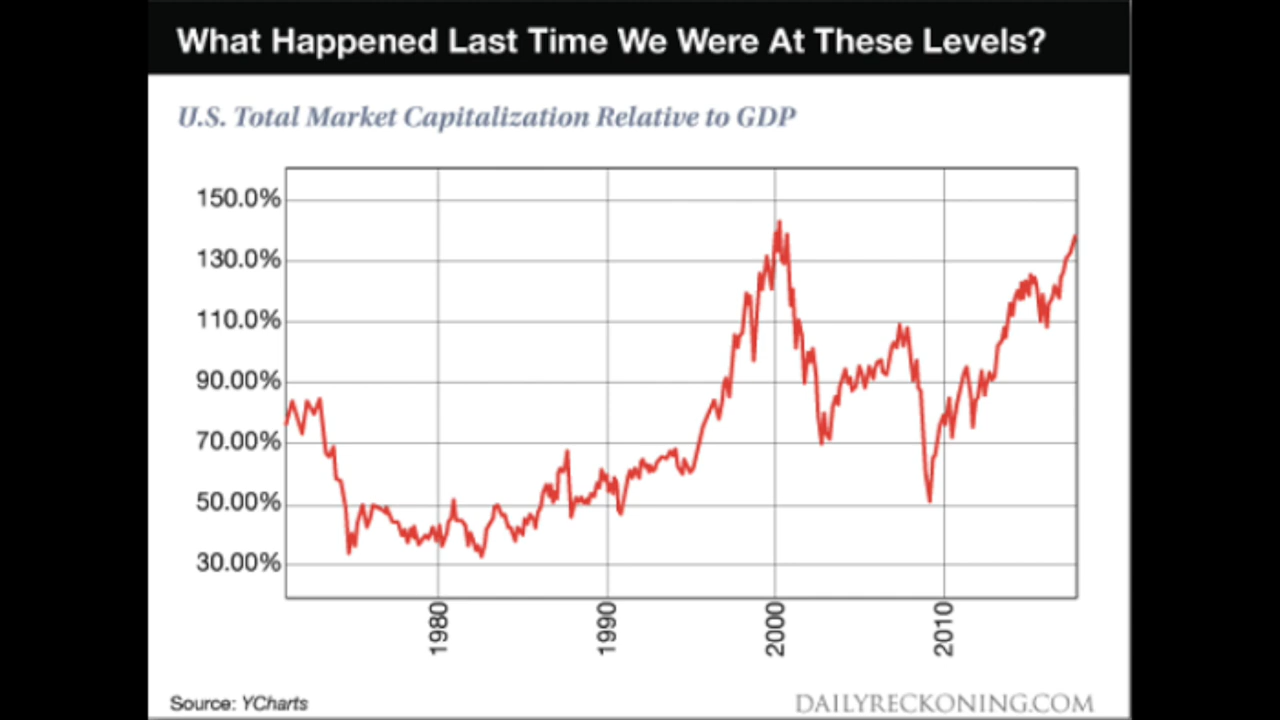 What Happened Last Time We Were At These Levels?
U.S. Total Market Capitalization Relative to GDP
150.0%
130.0%
110.0%
90.00%
70.00%
50.00%
30.00%
1980
1990
2000
2010
Source: YCharts
DAILYRECKONING.COM